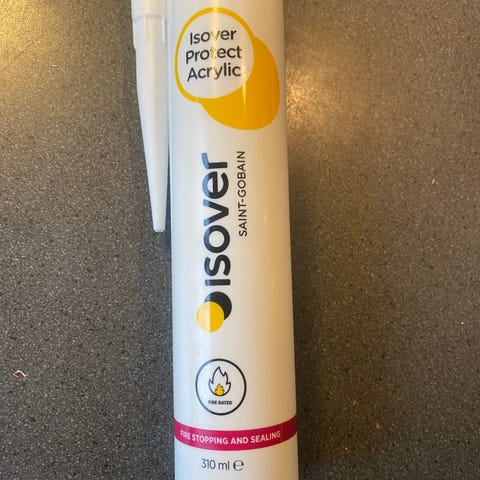 Isover
Protect
Acrylic
isover
SAINT-GOBAIN
FIRE RATED
FIRE STOPPING AND SEALING
310 ml ℮